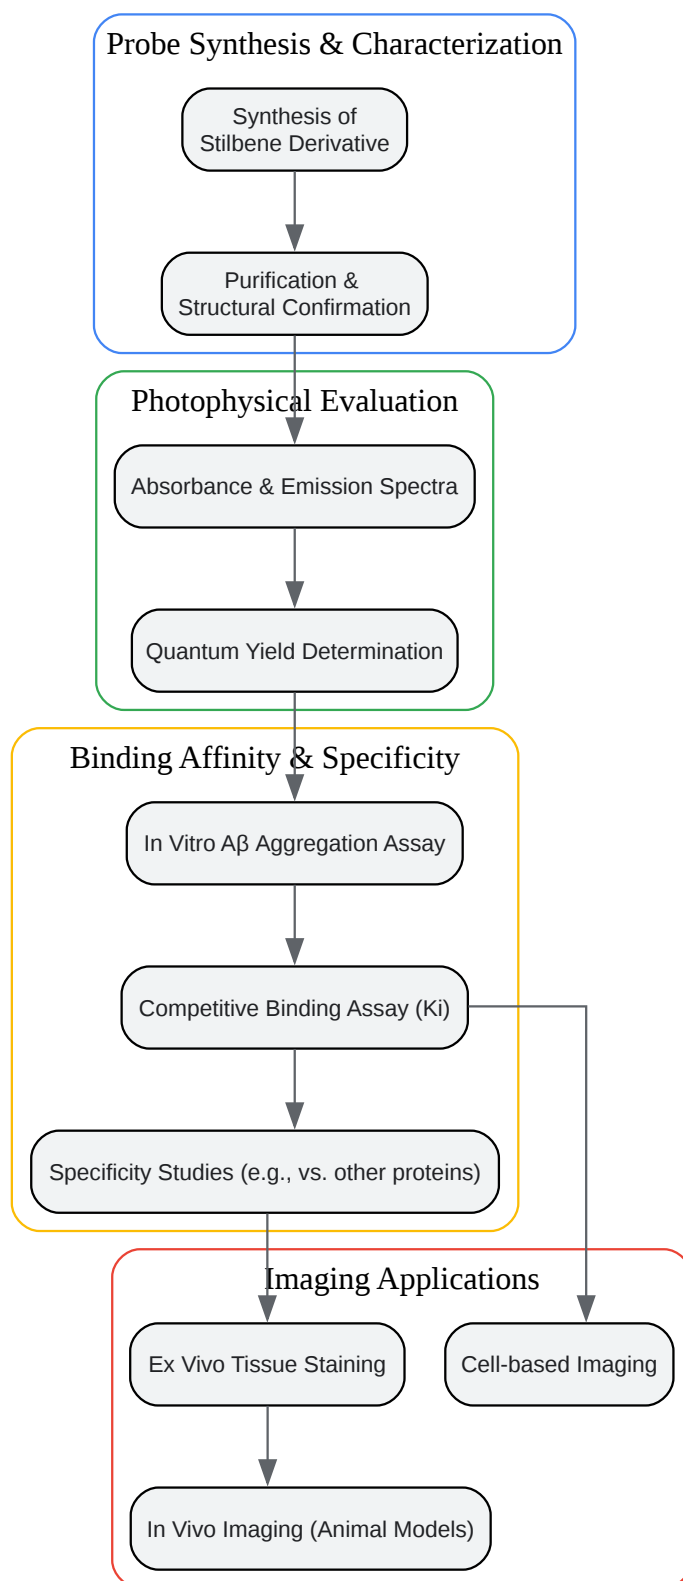 Probe Synthesis & Characterization
Synthesis of
Stilbene Derivative
Purification &
Structural Confirmation
Photophysical Evaluation
Absorbance & Emission Spectra
Quantum Yield Determination
Binding Affinity & Specificity
In Vitro Aβ Aggregation Assay
Competitive Binding Assay (Ki)
Specificity Studies (e.g., vs. other proteins)
Imaging Applications
Ex Vivo Tissue Staining
Cell-based Imaging
In Vivo Imaging (Animal Models)